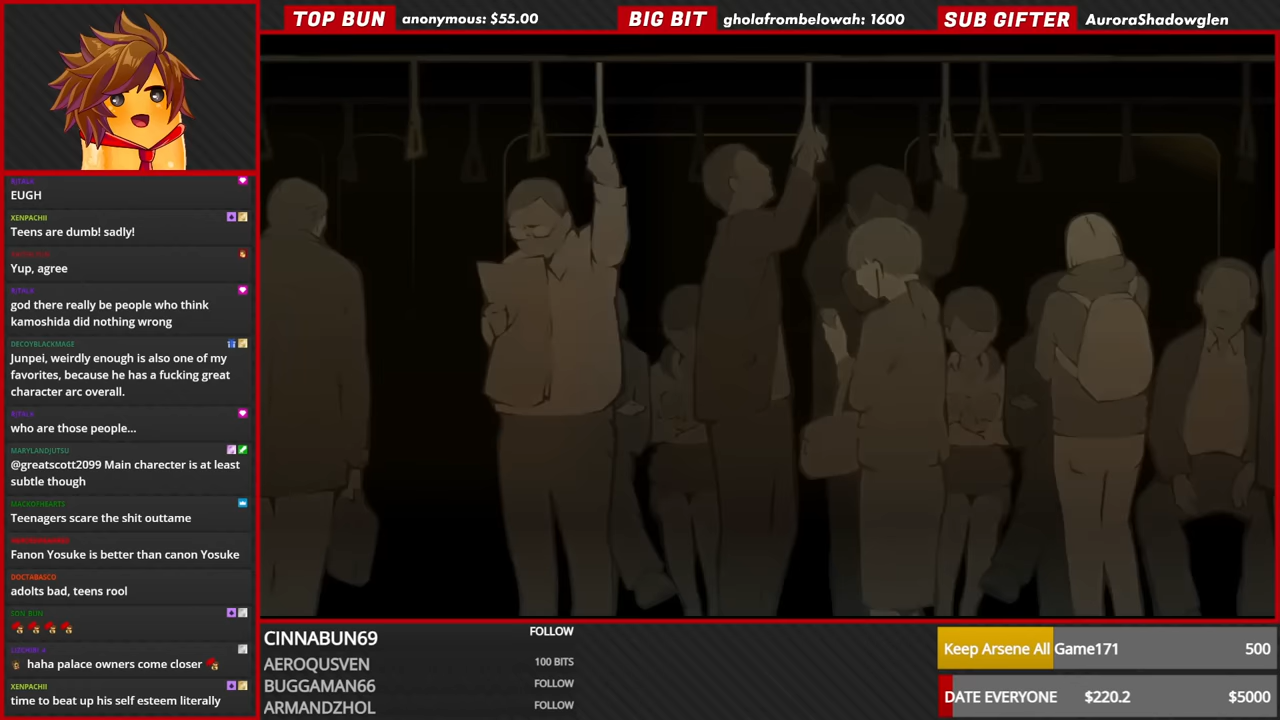 TOP BUN anonymous: $55.00
BIG BIT gholafrombelowah: 1600
SUB GIFTER AuroraShadowglen
RJTALK
EUGH
XENPACHII
Teens are dumb! sadly!
Yup, agree
RJTALK
god there really be people who think
kamoshida did nothing wrong
DECOYBLACKMAGE
Junpei, weirdly enough is also one of my
favorites, because he has a fucking great
character arc overall.
RJTALK
who are those people...
MARYLANDJUTSU
@greatscott2099 Main charecter is at least
subtle though
MACKOFHEARTS
Teenagers scare the shit outtame
Fanon Yosuke is better than canon Yosuke
DOCTABASCO
adolts bad, teens rool
SON_BUN
haha palace owners come closer
XENPACHII
time to beat up his self esteem literally
CINNABUN69 FOLLOW
AEROQUSVEN 100 BITS
BUGGAMAN66 FOLLOW
ARMANDZHOL FOLLOW
Keep Arsene All Game171 500
DATE EVERYONE $220.2 $5000